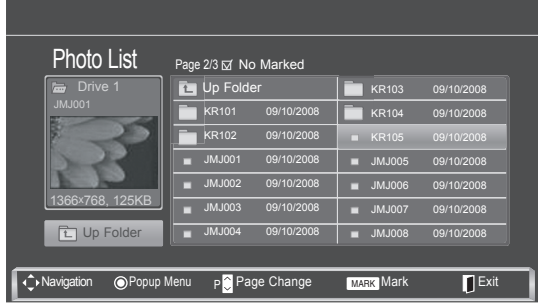 Photo List
Page 2/3 No Marked
Drive 1
JMJ001
1366x768, 125KB
Up Folder
Up Folder
KR101 09/10/2008
KR102 09/10/2008
JMJ001 09/10/2008
JMJ002 09/10/2008
JMJ003 09/10/2008
JMJ004 09/10/2008
KR103 09/10/2008
KR104 09/10/2008
KR105 09/10/2008
JMJ005 09/10/2008
JMJ006 09/10/2008
JMJ007 09/10/2008
JMJ008 09/10/2008
Navigation Popup Menu P Page Change MARK Mark Exit